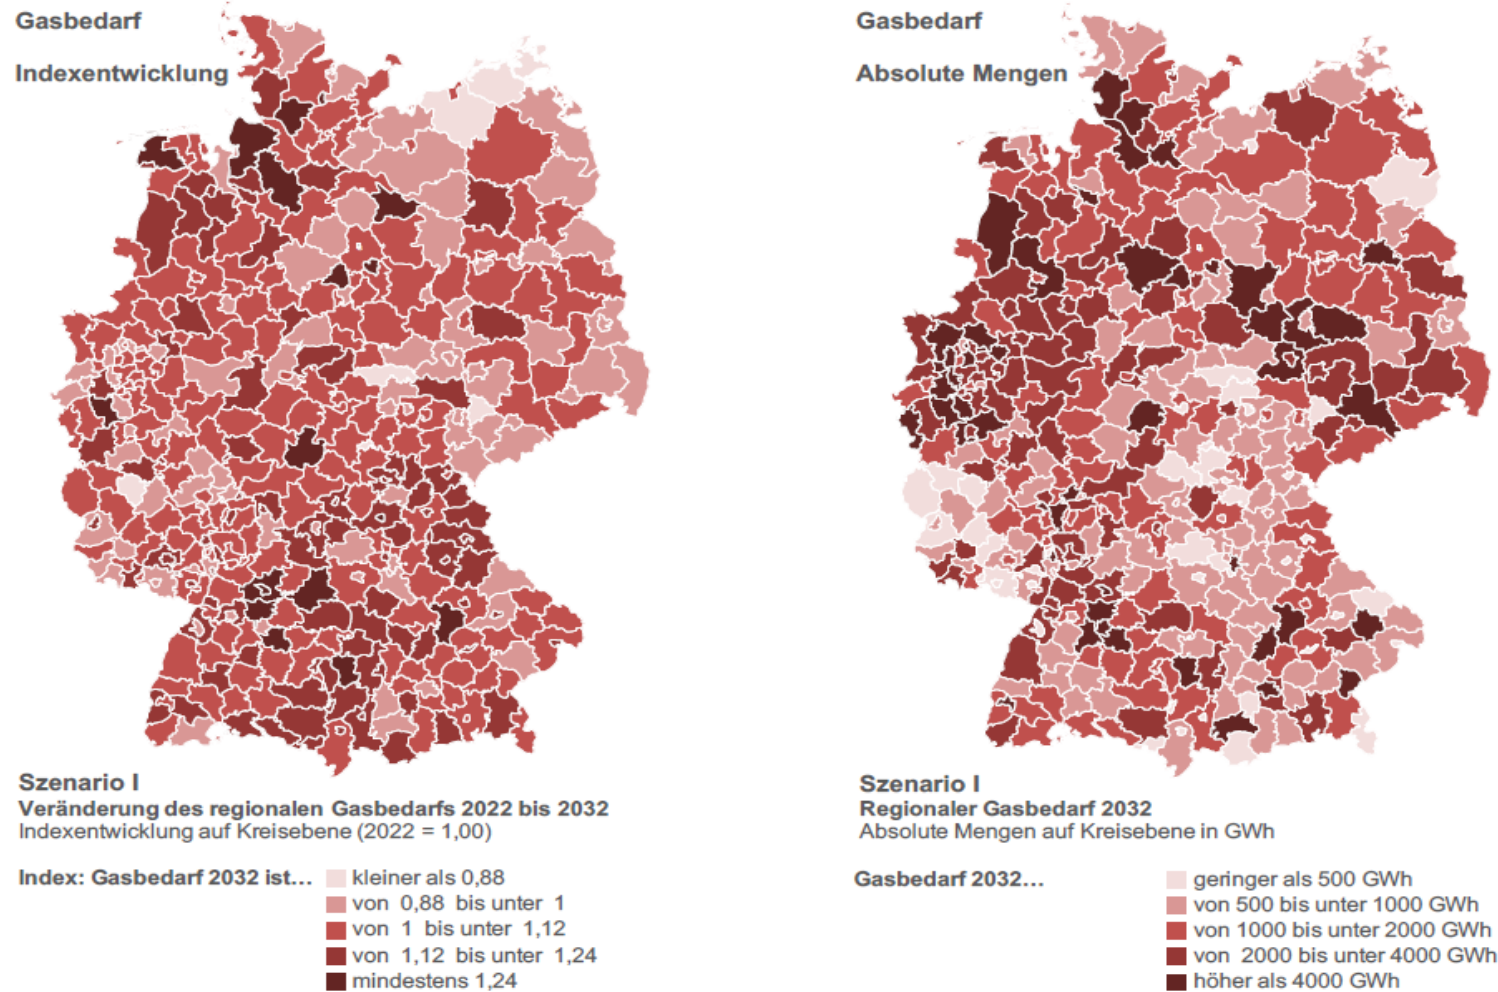 Gasbedarf
Indexentwicklung
Szenario I
Veränderung des regionalen Gasbedarfs 2022 bis 2032
Indexentwicklung auf Kreisebene (2022 = 1,00)
Index: Gasbedarf 2032 ist...
kleiner als 0,88
von 0,88 bis unter 1
von 1 bis unter 1,12
von 1,12 bis unter 1,24
mindestens 1,24
Gasbedarf
Absolute Mengen
Szenario I
Regionaler Gasbedarf 2032
Absolute Mengen auf Kreisebene in GWh
Gasbedarf 2032...
geringer als 500 GWh
von 500 bis unter 1000 GWh
von 1000 bis unter 2000 GWh
von 2000 bis unter 4000 GWh
höher als 4000 GWh